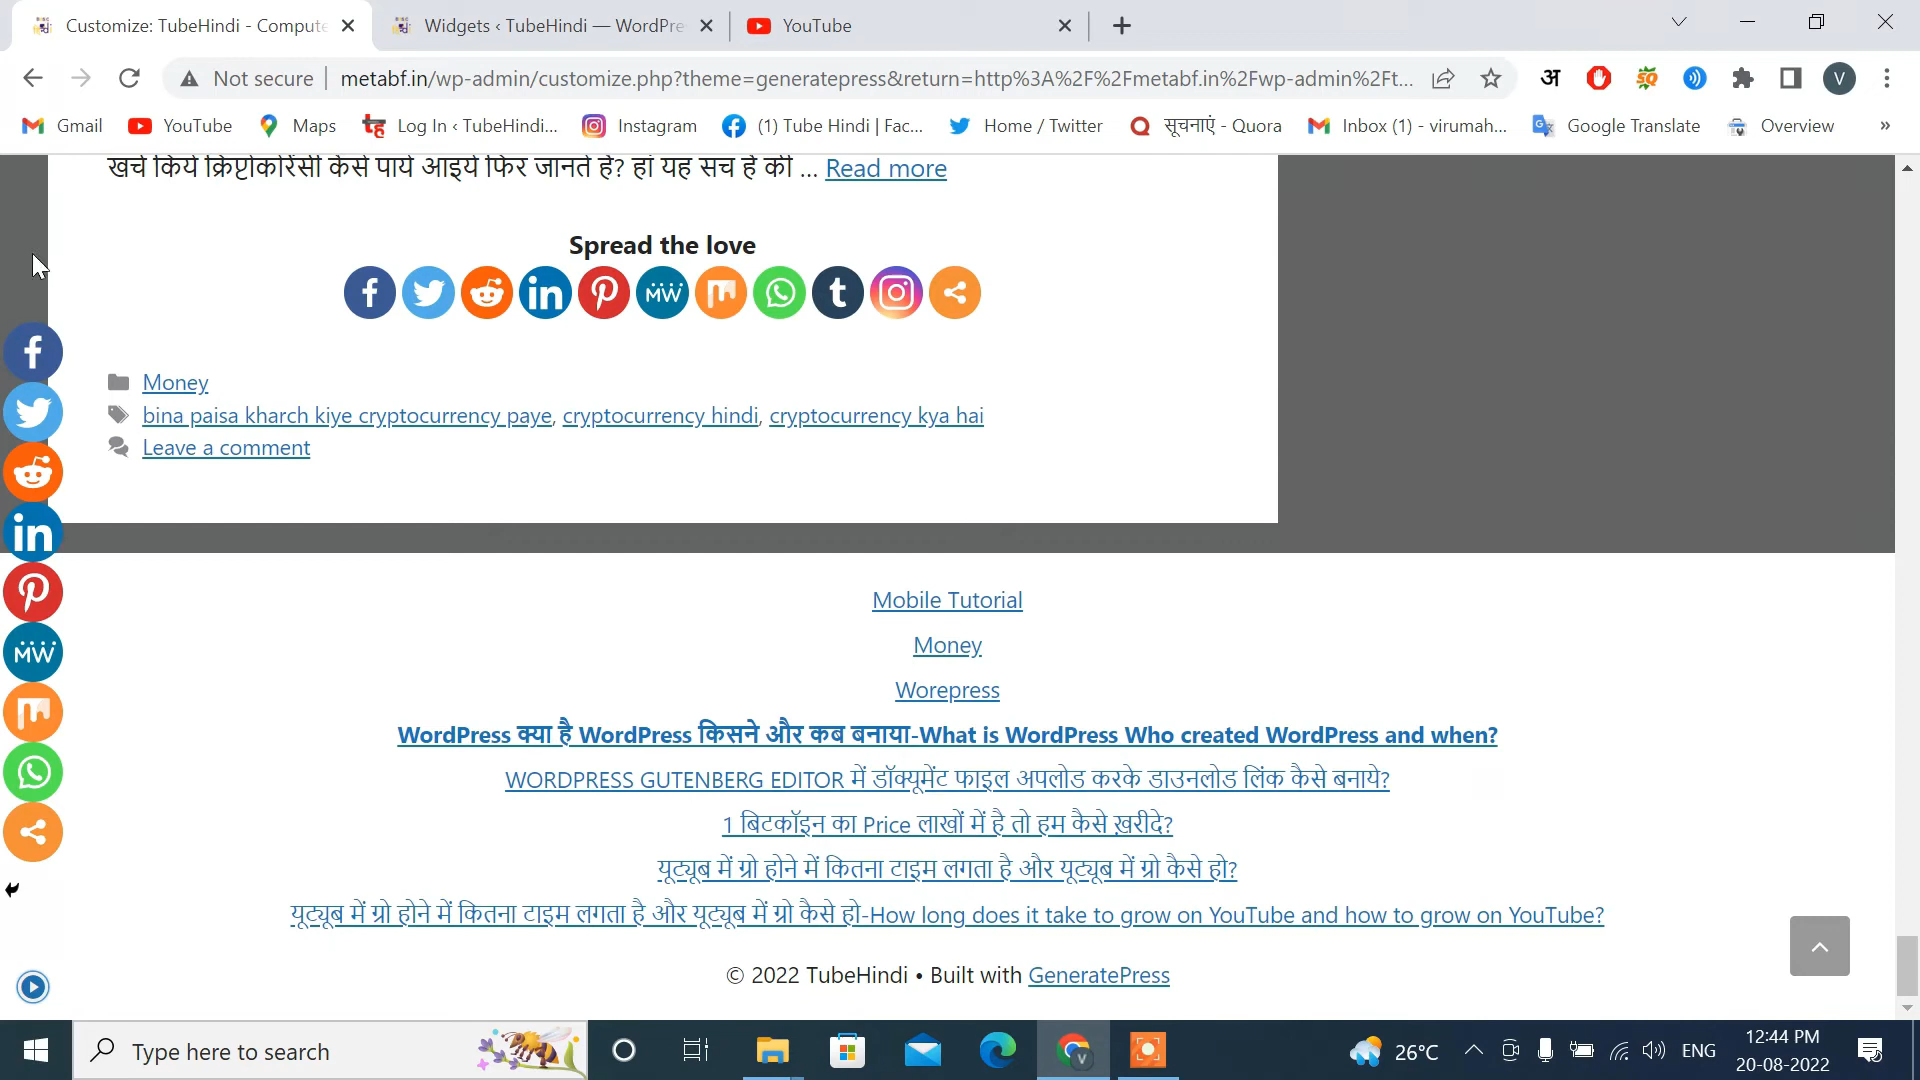 Customize: TubeHindi - Compute
Widgets ‹ TubeHindi — WordPre
YouTube
Not secure
metabf.in/wp-admin/customize.php?theme=generatepress&return=http%3A%2F%2Fmetabf.in%2Fwp-admin%2Ft...
अ
SQ
V
Gmail
YouTube
Maps
Log In ‹ TubeHindi...
Instagram
(1) Tube Hindi | Fac...
Home / Twitter
सूचनाएं - Quora
Inbox (1) - virumah...
Google Translate
Overview
»
खर्च किये क्रिप्टोकोरेंसी कैसे पाये आइये फिर जानते है? हां यह सच है की ... Read more
Spread the love
Money
bina paisa kharch kiye cryptocurrency paye, cryptocurrency hindi, cryptocurrency kya hai
Leave a comment
Mobile Tutorial
Money
Worepress
WordPress क्या है WordPress किसने और कब बनाया-What is WordPress Who created WordPress and when?
WORDPRESS GUTENBERG EDITOR में डॉक्यूमेंट फाइल अपलोड करके डाउनलोड लिंक कैसे बनाये?
1 बिटकॉइन का Price लाखों में है तो हम कैसे ख़रीदे?
यूट्यूब में ग्रो होने में कितना टाइम लगता है और यूट्यूब में ग्रो कैसे हो?
यूट्यूब में ग्रो होने में कितना टाइम लगता है और यूट्यूब में ग्रो कैसे हो-How long does it take to grow on YouTube and how to grow on YouTube?
© 2022 TubeHindi • Built with GeneratePress
Type here to search
26°C
ENG
12:44 PM
20-08-2022